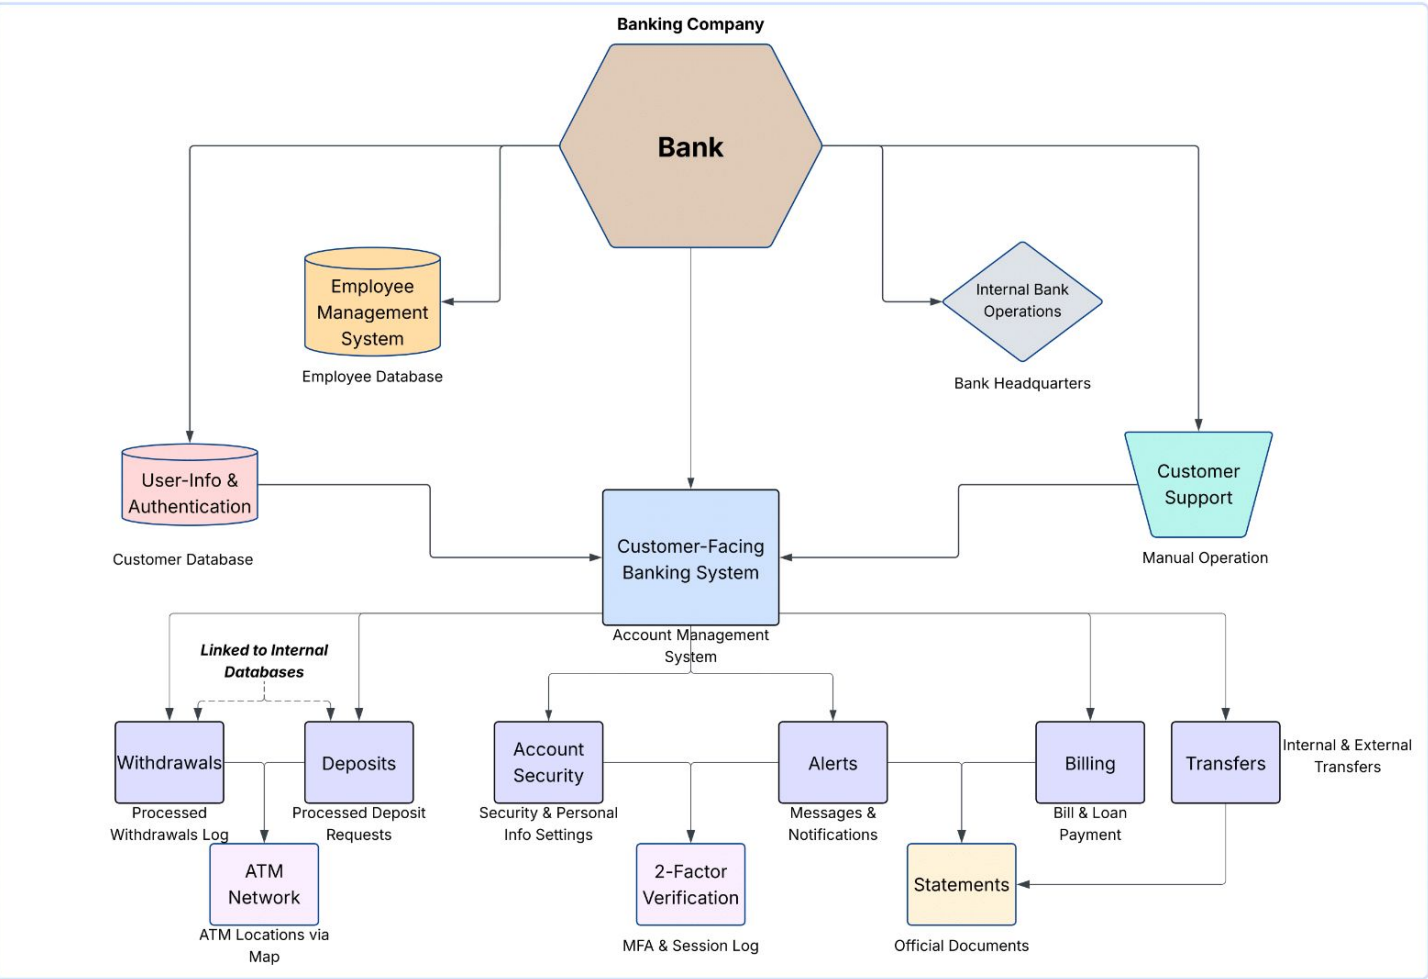 Banking Company
Bank
Employee
Management
System
Employee Database
Internal Bank
Operations
Bank Headquarters
User-Info &
Authentication
Customer Database
Customer-Facing
Banking System
Account Management
System
Customer
Support
Manual Operation
Linked to Internal
Databases
Withdrawals
Processed
Withdrawals Log
Deposits
Processed Deposit
Requests
Account
Security
Security & Personal
Info Settings
Alerts
Messages &
Notifications
Billing
Bill & Loan
Payment
Transfers
Internal & External
Transfers
ATM
Network
ATM Locations via
Map
2-Factor
Verification
MFA & Session Log
Statements
Official Documents